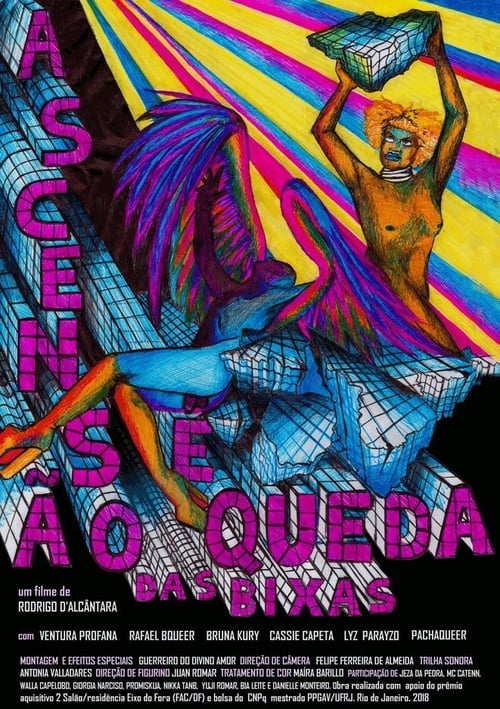 ASCENSÃO
É QUEDA
DAS BIXAS
um filme de
RODRIGO D'ALCÂNTARA
com VENTURA PROFANA RAFAEL BQUEER BRUNA KURY CASSIE CAPETA LYZ PARAYZO PACHAQUEER
MONTAGEM E EFEITOS ESPECIAIS GUERREIRO DO DIVINO AMOR DIREÇÃO DE CÂMERA FELIPE FERREIRA DE ALMEIDA TRILHA SONORA
ANTONIA VALLADARES DIREÇÃO DE FIGURINO JUAN ROMAR TRATAMENTO DE COR MAÍRA BARILLO PARTICIPAÇÃO DE JEZA DA PEDRA, MC CATENN,
WALLA CAPELOBO, GIORGIA NARCISO, PROMISKUA, NIKKA TANB, YUJI ROMAR, BIA LEITE E DANIELLE MONTERO. Obra realizada com apoio do prêmio
aquisitivo 2 Salão/residência Eixo do Fora (FAC/DF) e bolsa do CNPq mestrado PPGAV/UFRJ. Rio de Janeiro. 2018